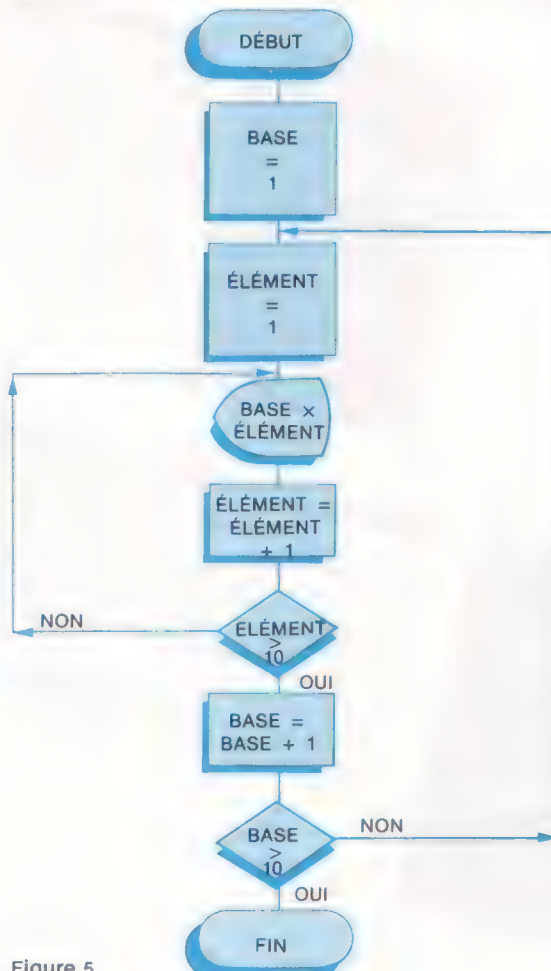 DÉBUT
BASE
=
1
ÉLÉMENT
=
1
BASE ×
ÉLÉMENT
ÉLÉMENT =
ÉLÉMENT
+ 1
NON
ELÉMENT
>
10
OUI
BASE =
BASE + 1
BASE
>
10
NON
OUI
FIN
Figure 5